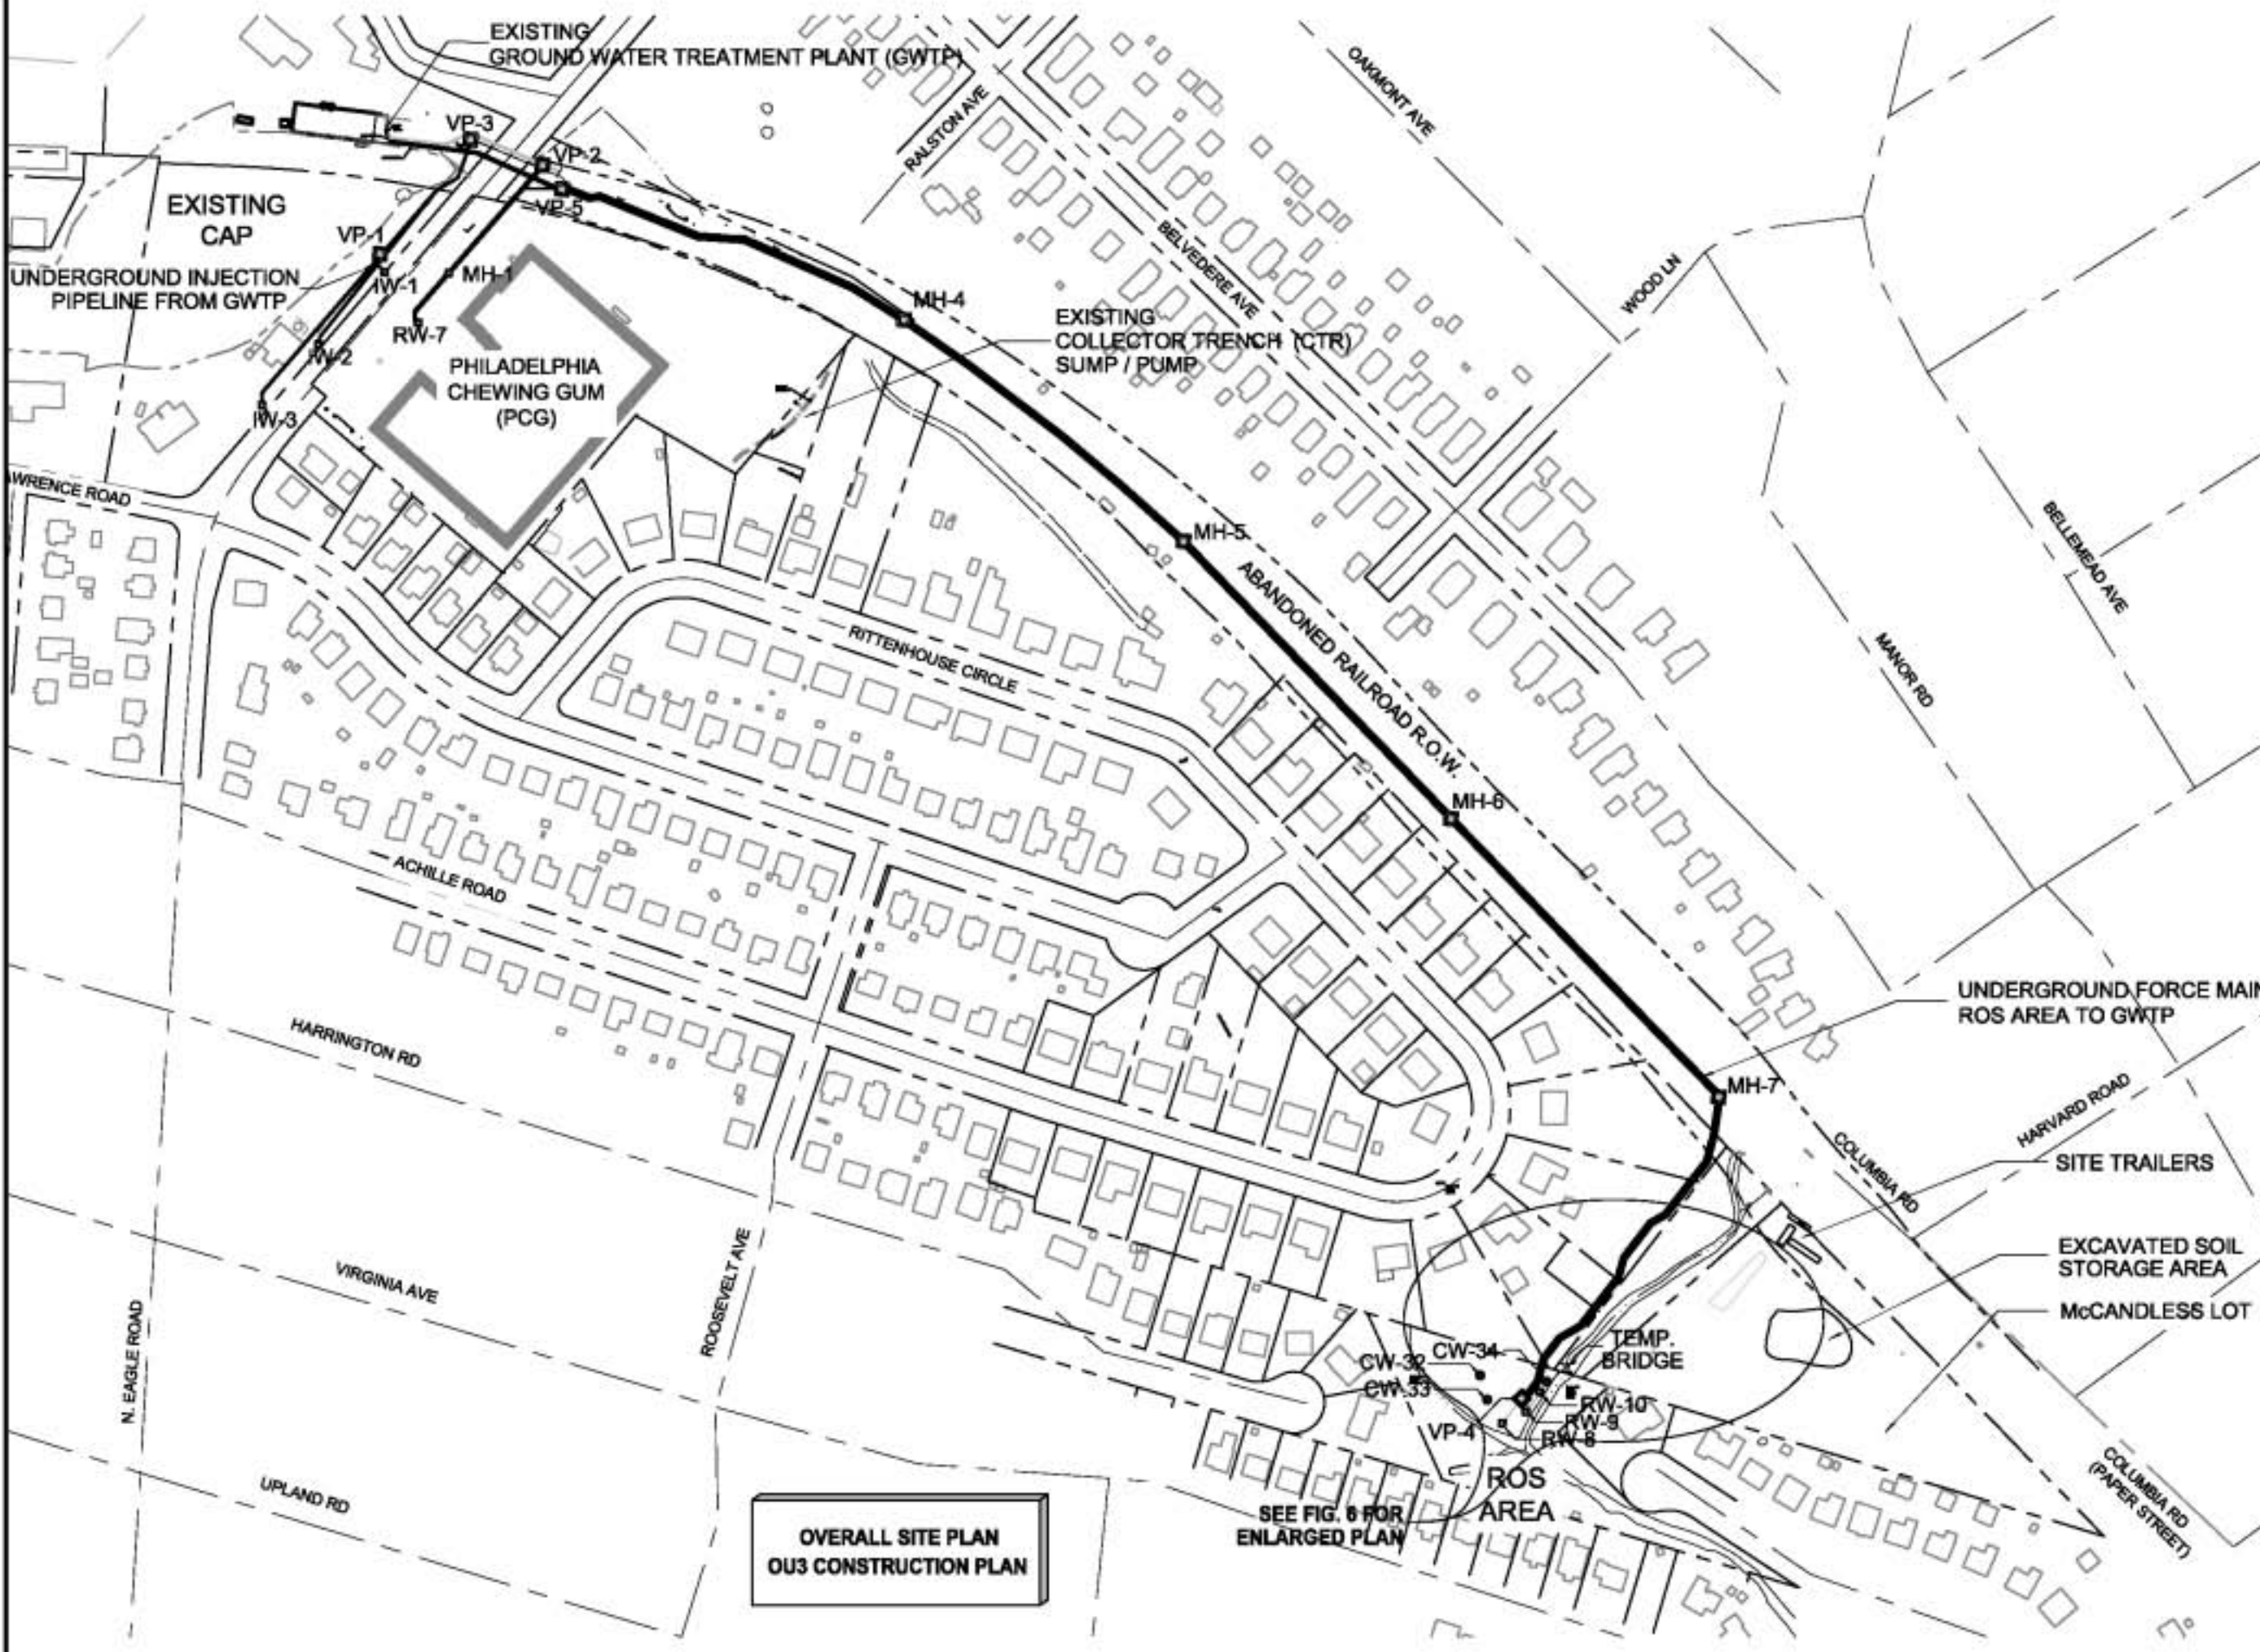 EXISTING
GROUND WATER TREATMENT PLANT (GWTP)
OAKMONT AVE
RALSTON AVE
VP-3
VP-2
VP-5
EXISTING
CAP
VP-1
BELVEDERE AVE
WOOD LN
UNDERGROUND INJECTION
PIPELINE FROM GWTP
IW-1
MH-1
MH-4
EXISTING
COLLECTOR TRENCH (CTR)
SUMP / PUMP
RW-7
IW-2
PHILADELPHIA
CHEWING GUM
(PCG)
IW-3
AWRENCE ROAD
MH-5
BELLEMEAD AVE
ABANDONED RAILROAD R.O.W.
RITTENHOUSE CIRCLE
MANOR RD
MH-6
ACHILLE ROAD
UNDERGROUND FORCE MAIN
ROS AREA TO GWTP
HARRINGTON RD
MH-7
HARVARD ROAD
COLUMBIA RD
SITE TRAILERS
EXCAVATED SOIL
STORAGE AREA
McCANDLESS LOT
VIRGINIA AVE
ROOSEVELT AVE
N. EAGLE ROAD
TEMP.
BRIDGE
CW-34
CW-32
CW-33
RW-10
RW-9
RW-8
VP-4
ROS
AREA
COLUMBIA RD
(PAPER STREET)
UPLAND RD
SEE FIG. 6 FOR
ENLARGED PLAN
OVERALL SITE PLAN
OU3 CONSTRUCTION PLAN